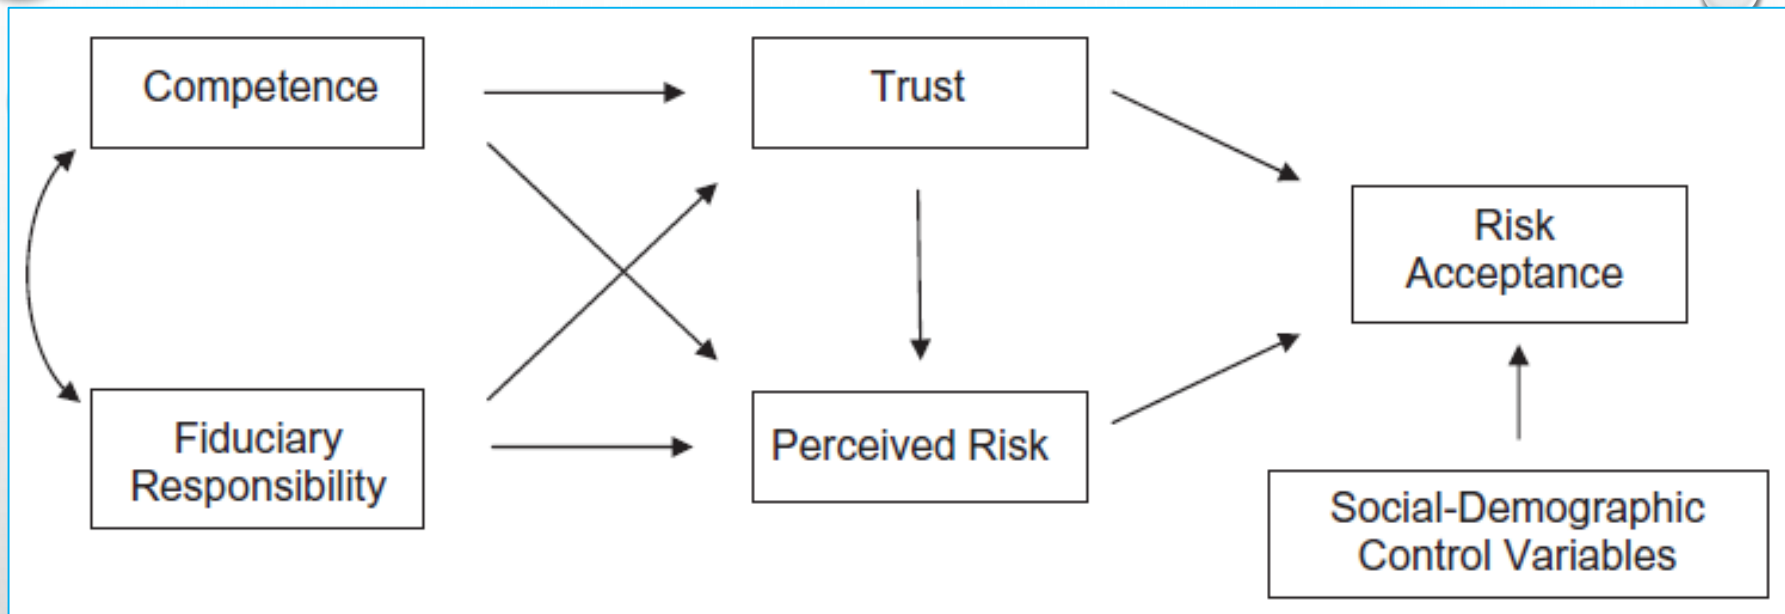 Competence
Trust
Risk
Acceptance
Fiduciary
Responsibility
Perceived Risk
Social-Demographic
Control Variables